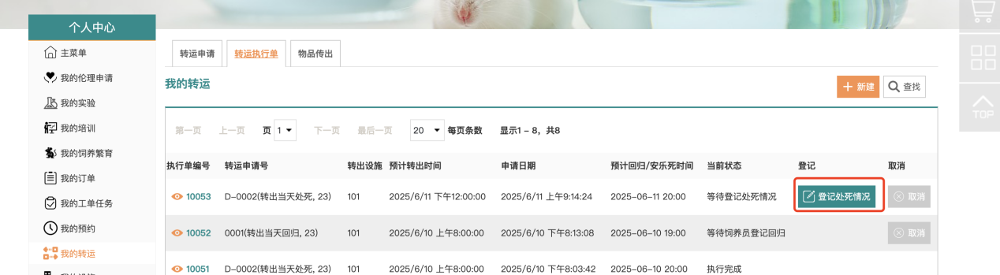 个人中心
主菜单
我的伦理申请
我的实验
我的培训
我的饲养繁育
我的订单
我的工单任务
我的预约
我的转运
转运申请 转运执行单 物品传出
我的转运
新建 查找
第一页 上一页 页 1 下一页 最后一页 20 每页条数 显示1 – 8，共8
执行单编号 转运申请号 转出设施 预计转出时间 申请日期 预计回归/安乐死时间 当前状态 登记 取消
10053 D–0002(转出当天处死, 23) 101 2025/6/11 下午12:00:00 2025/6/11 上午9:14:24 2025–06–11 20:00 等待登记处死情况 登记处死情况 取消
10052 0001(转出当天回归, 23) 101 2025/6/10 上午8:00:00 2025/6/10 下午8:13:08 2025–06–10 19:00 等待饲养员登记回归 取消
10051 D–0002(转出当天处死, 23) 101 2025/6/10 上午8:00:00 2025/6/10 下午8:03:42 2025–06–10 20:00 执行完成
TOP